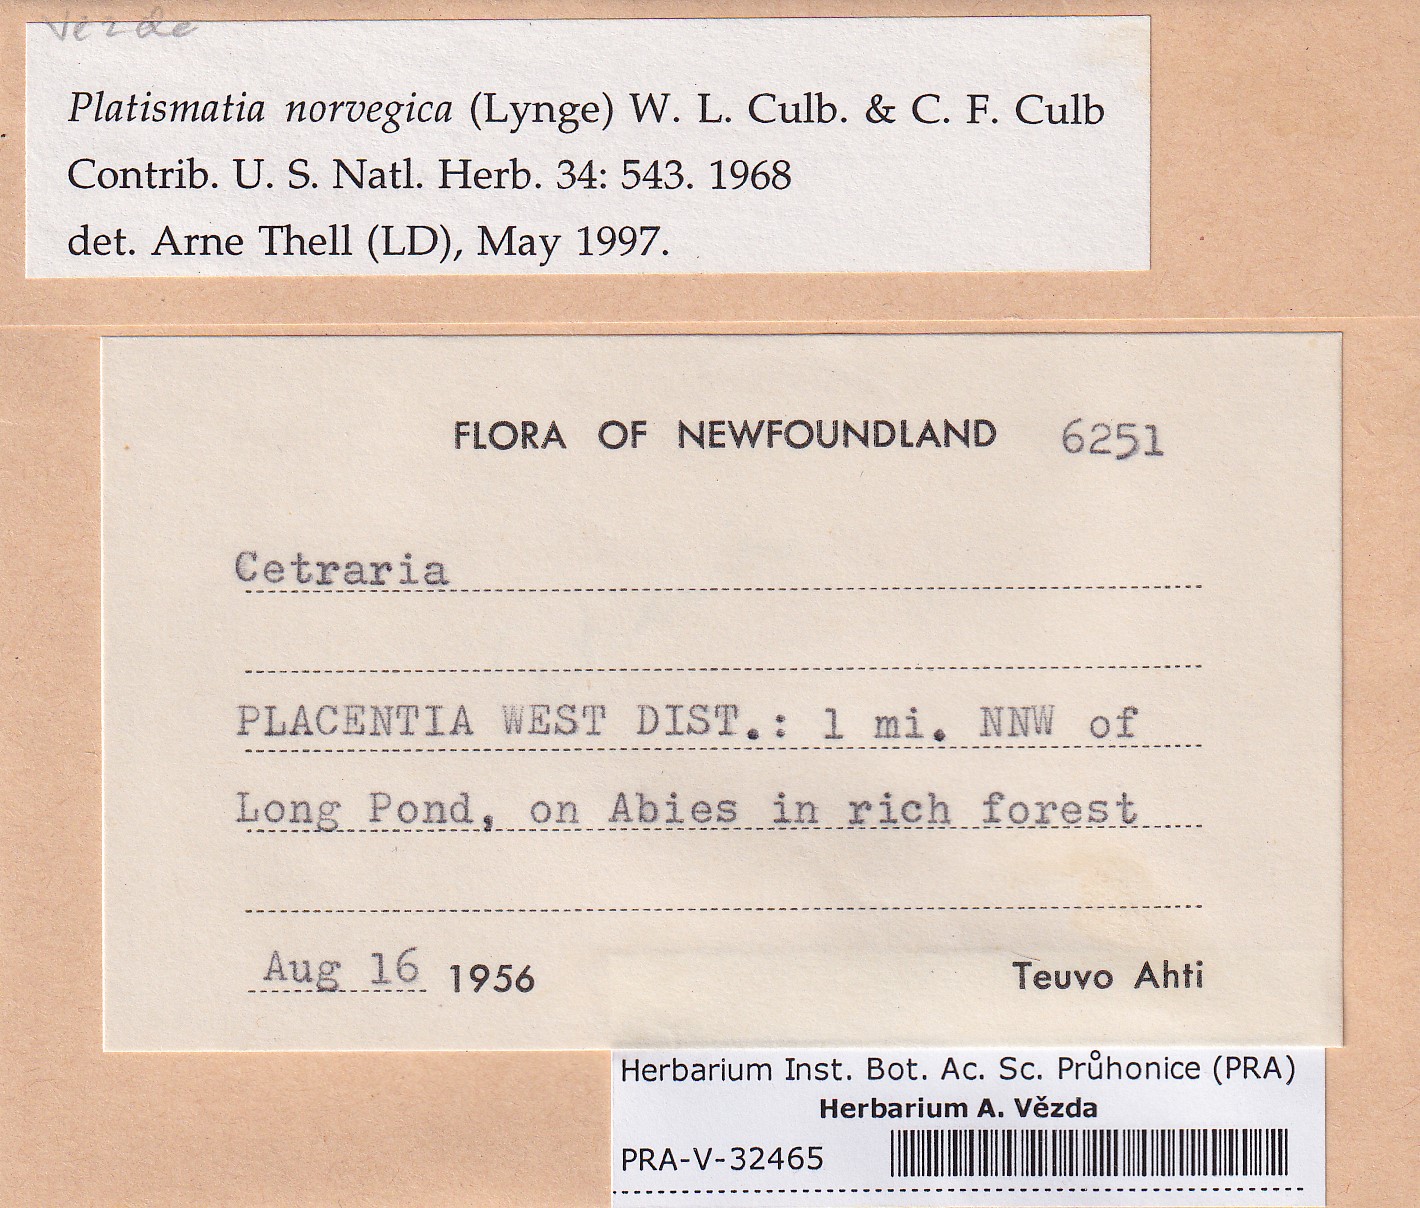 Platismatia norvegica (Lynge) W. L. Culb. & C. F. Culb
Contrib. U. S. Natl. Herb. 34: 543. 1968
det. Arne Thell (LD), May 1997.
FLORA OF NEWFOUNDLAND 6251
Cetraria
PLACENTIA WEST DIST.: 1 mi. NNW of
Long Pond, on Abies in rich forest
Aug 16 1956 Teuvo Ahti
Herbarium Inst. Bot. Ac. Sc. Průhonice (PRA)
Herbarium A. Vězda
PRA-V-32465